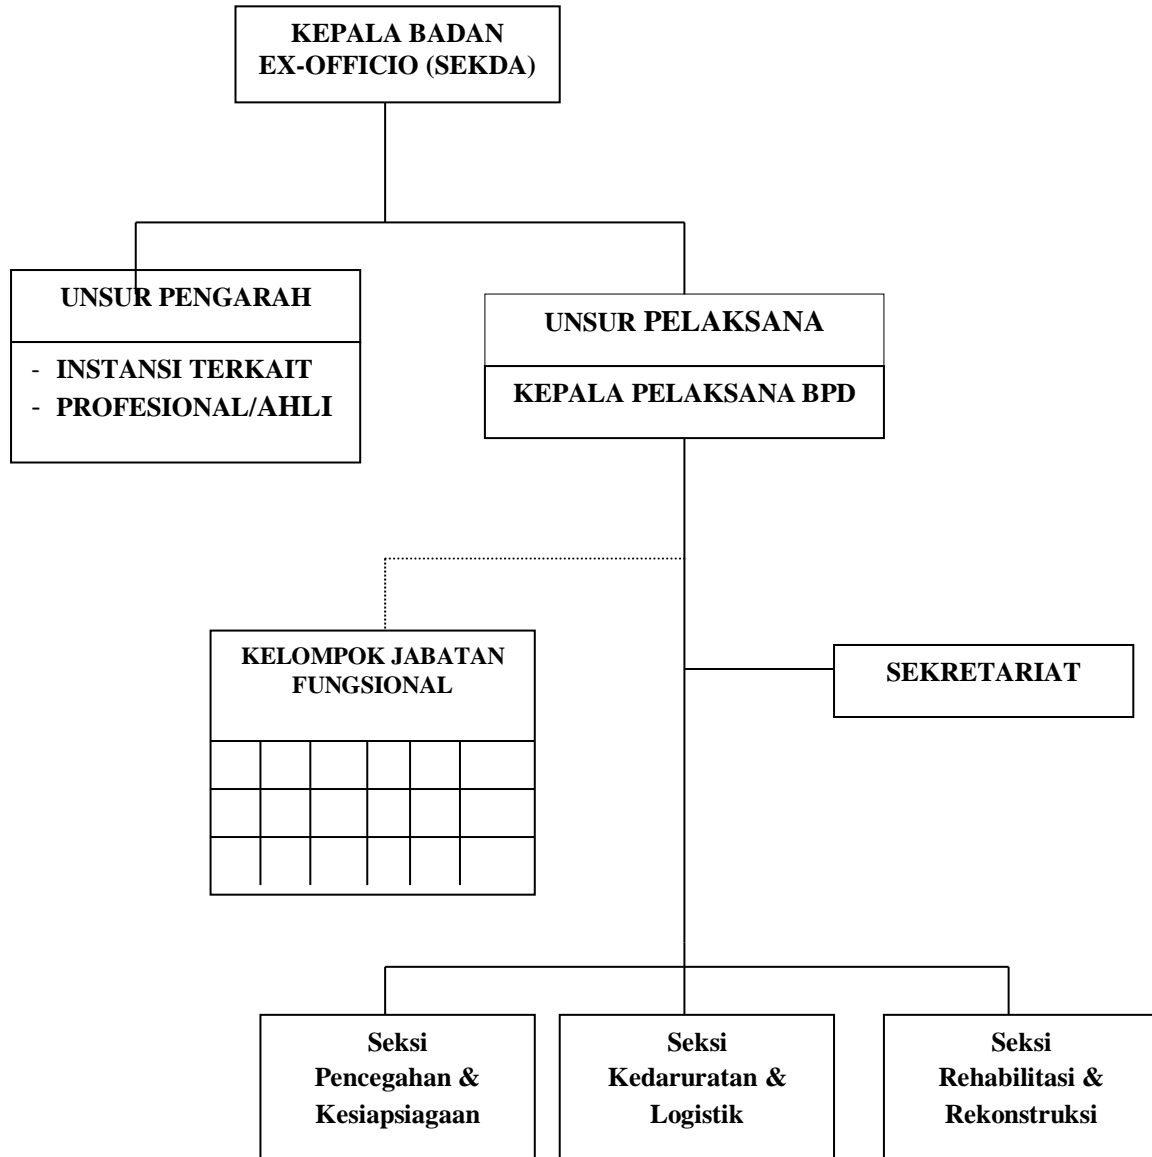 KEPALA BADAN
EX-OFFICIO (SEKDA)
UNSUR PENGARAH
- INSTANSI TERKAIT
- PROFESIONAL/AHLI
UNSUR PELAKSANA
KEPALA PELAKSANA BPD
KELOMPOK JABATAN
FUNGSIONAL
SEKRETARIAT
Seksi
Pencegahan &
Kesiapsiagaan
Seksi
Kedaruratan &
Logistik
Seksi
Rehabilitasi &
Rekonstruksi